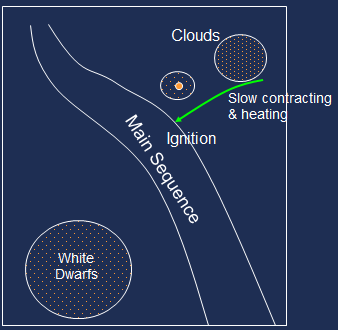 Clouds
Slow contracting
& heating
Ignition
Main Sequence
White
Dwarfs